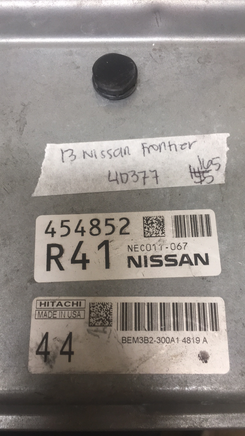 13 Nissan Frontier
40377
454852
R41 NEC011-067
NISSAN
HITACHI
MADE IN USA
44
BEM3B2-300A1 4819 A